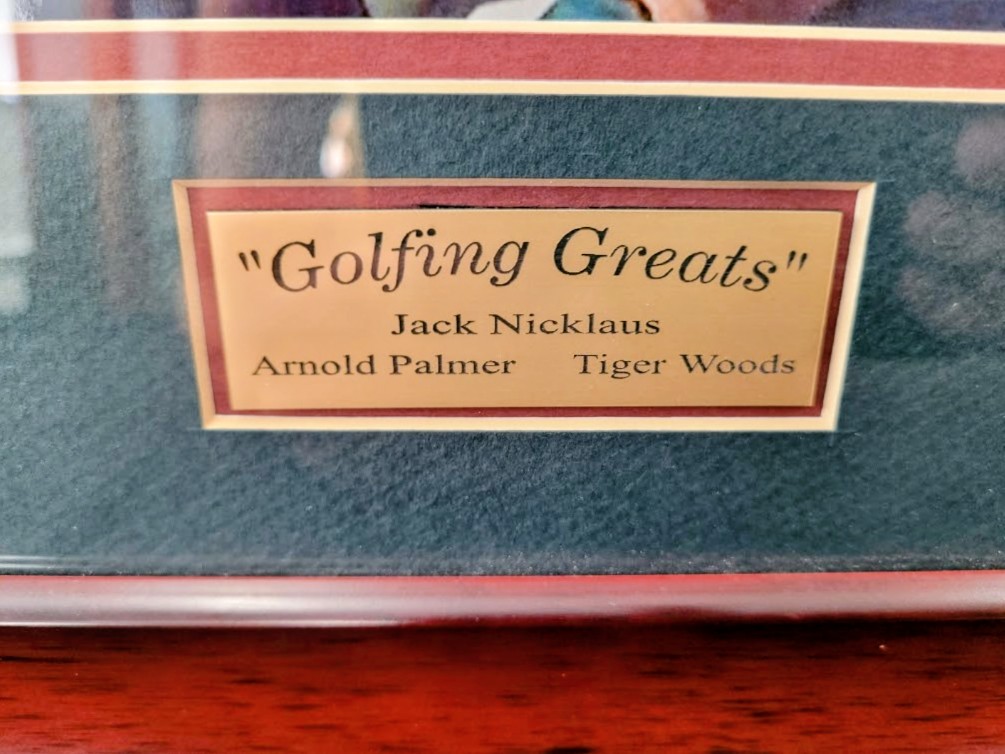 "Golfing Greats"
Jack Nicklaus
Arnold Palmer Tiger Woods